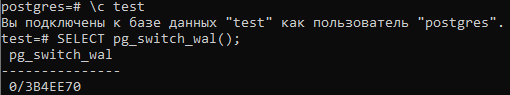 postgres=# \c test
Вы подключены к базе данных "test" как пользователь "postgres".
test=# SELECT pg_switch_wal();
 pg_switch_wal
---------------
 0/3B4EE70